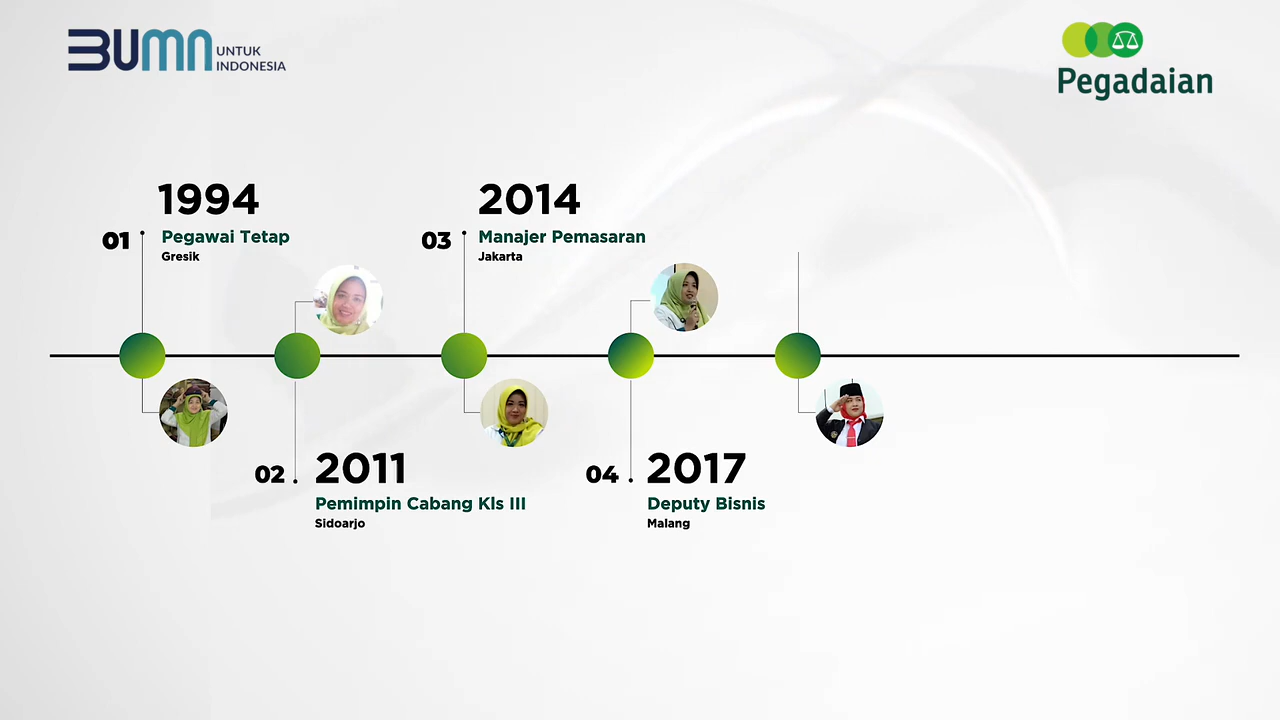 BUMN UNTUK
INDONESIA
Pegadaian
01
1994
Pegawai Tetap
Gresik
02
2011
Pemimpin Cabang Kls III
Sidoarjo
03
2014
Manajer Pemasaran
Jakarta
04
2017
Deputy Bisnis
Malang